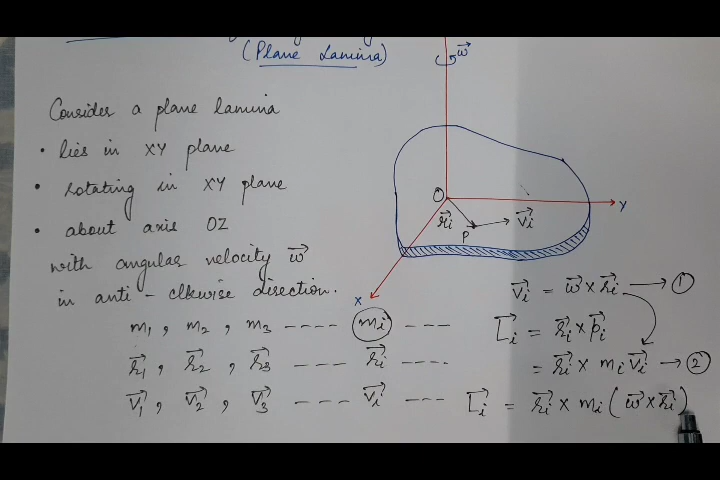 (Plane Lamina)
Consider a plane lamina
• lies in XY plane
• rotating in XY plane
• about axis OZ
with angular velocity w⃗
in anti-clkwise direction.
m₁, m₂, m₃ ---- mᵢ ---
r⃗₁, r⃗₂, r⃗₃ ---- r⃗ᵢ ----
v⃗₁, v⃗₂, v⃗₃ ---- v⃗ᵢ ---
w⃗
O
Y
r⃗ᵢ
v⃗ᵢ
P
X
v⃗ᵢ = w⃗ × r⃗ᵢ → ①
L⃗ᵢ = r⃗ᵢ × p⃗ᵢ
= r⃗ᵢ × mᵢ v⃗ᵢ → ②
L⃗ᵢ = r⃗ᵢ × mᵢ (w⃗ × r⃗ᵢ)